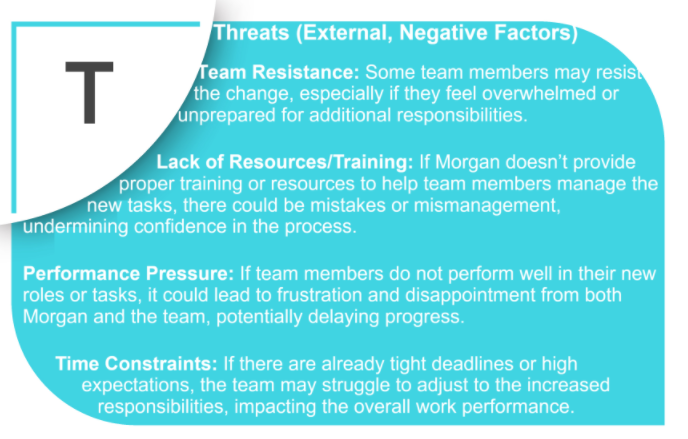 T
Threats (External, Negative Factors)
Team Resistance: Some team members may resist
the change, especially if they feel overwhelmed or
unprepared for additional responsibilities.
Lack of Resources/Training: If Morgan doesn’t provide
proper training or resources to help team members manage the
new tasks, there could be mistakes or mismanagement,
undermining confidence in the process.
Performance Pressure: If team members do not perform well in their new
roles or tasks, it could lead to frustration and disappointment from both
Morgan and the team, potentially delaying progress.
Time Constraints: If there are already tight deadlines or high
expectations, the team may struggle to adjust to the increased
responsibilities, impacting the overall work performance.